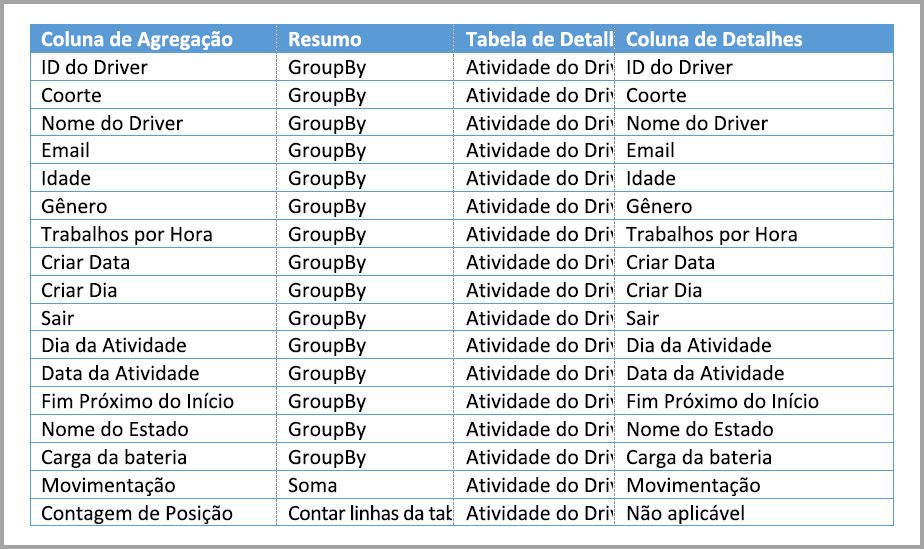 Coluna de Agregação Resumo Tabela de Detall Coluna de Detalhes
ID do Driver GroupBy Atividade do Driv ID do Driver
Coorte GroupBy Atividade do Driv Coorte
Nome do Driver GroupBy Atividade do Driv Nome do Driver
Email GroupBy Atividade do Driv Email
Idade GroupBy Atividade do Driv Idade
Gênero GroupBy Atividade do Driv Gênero
Trabalhos por Hora GroupBy Atividade do Driv Trabalhos por Hora
Criar Data GroupBy Atividade do Driv Criar Data
Criar Dia GroupBy Atividade do Driv Criar Dia
Sair GroupBy Atividade do Driv Sair
Dia da Atividade GroupBy Atividade do Driv Dia da Atividade
Data da Atividade GroupBy Atividade do Driv Data da Atividade
Fim Próximo do Início GroupBy Atividade do Driv Fim Próximo do Início
Nome do Estado GroupBy Atividade do Driv Nome do Estado
Carga da bateria GroupBy Atividade do Driv Carga da bateria
Movimentação Soma Atividade do Driv Movimentação
Contagem de Posição Contar linhas da tab Atividade do Driv Não aplicável